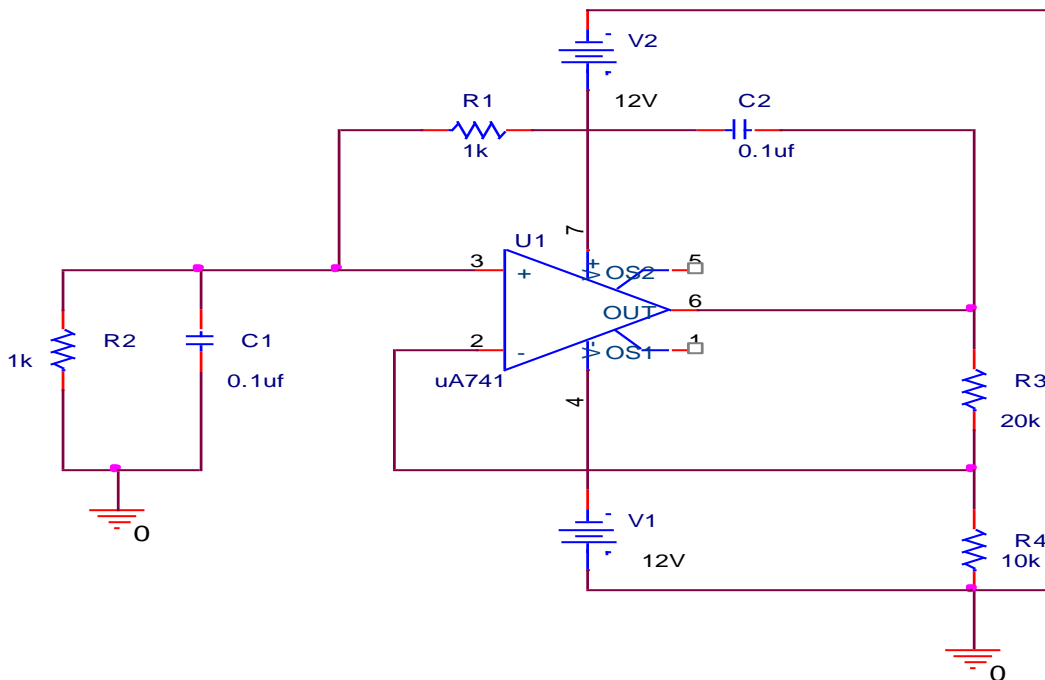 V2
12V
R1
1k
C2
0.1uf
U1
7
3
+
V+
OS2
5
OUT
6
R2
1k
C1
0.1uf
2
-
V-
OS1
1
uA741
4
R3
20k
V1
12V
R4
10k
0
0